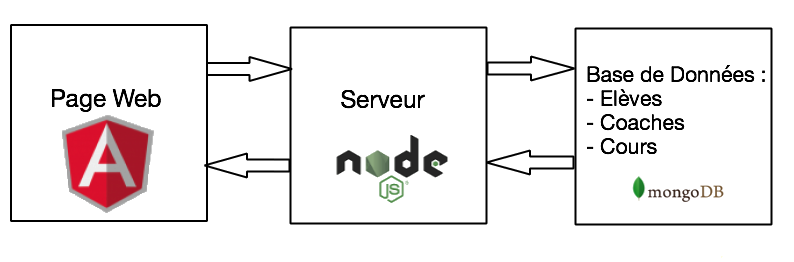 Page Web
A
Serveur
node
JS
Base de Données :
- Elèves
- Coaches
- Cours
mongoDB